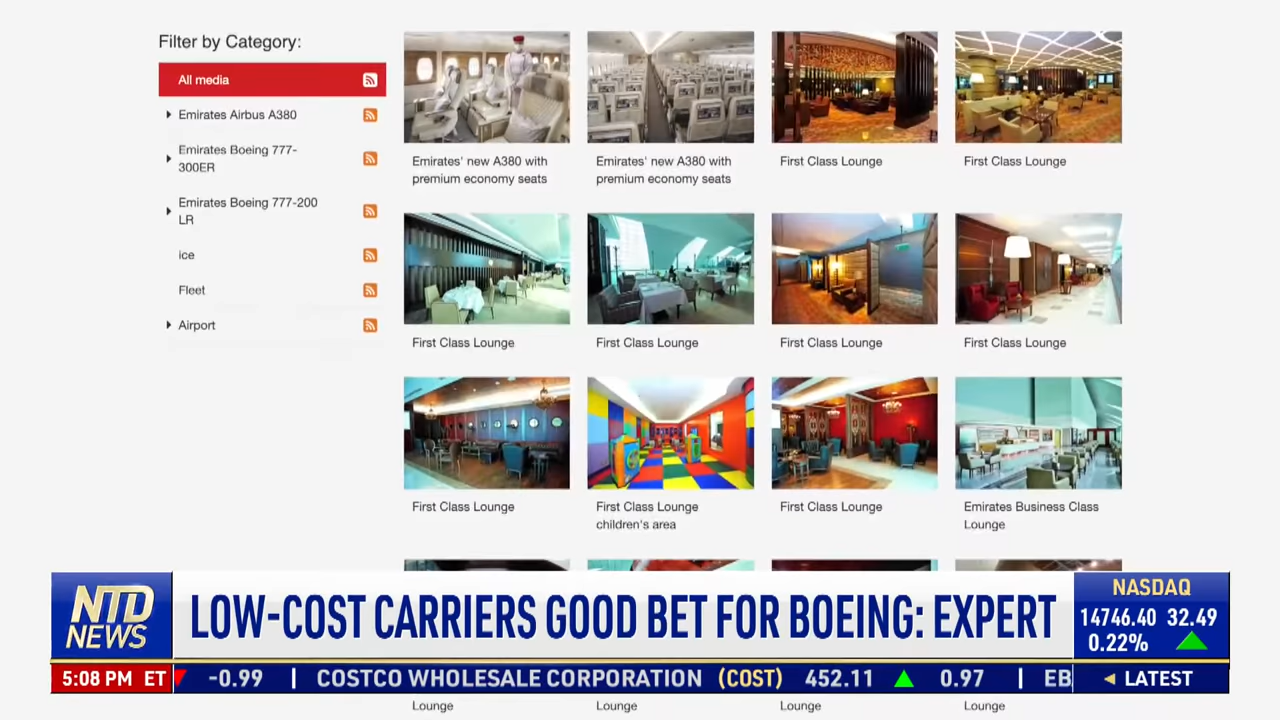 Filter by Category:
All media
Emirates Airbus A380
Emirates Boeing 777-
300ER
Emirates Boeing 777-200
LR
ice
Fleet
Airport
Emirates' new A380 with
premium economy seats
Emirates' new A380 with
premium economy seats
First Class Lounge
First Class Lounge
First Class Lounge
First Class Lounge
First Class Lounge
First Class Lounge
First Class Lounge
First Class Lounge
children's area
First Class Lounge
Emirates Business Class
Lounge
NTD
NEWS
LOW-COST CARRIERS GOOD BET FOR BOEING: EXPERT
NASDAQ
14746.40 32.49
0.22%
5:08 PM ET
-0.99 | COSTCO WHOLESALE CORPORATION (COST) 452.11 ▲ 0.97 | EB
◄ LATEST
Lounge
Lounge
Lounge
Lounge